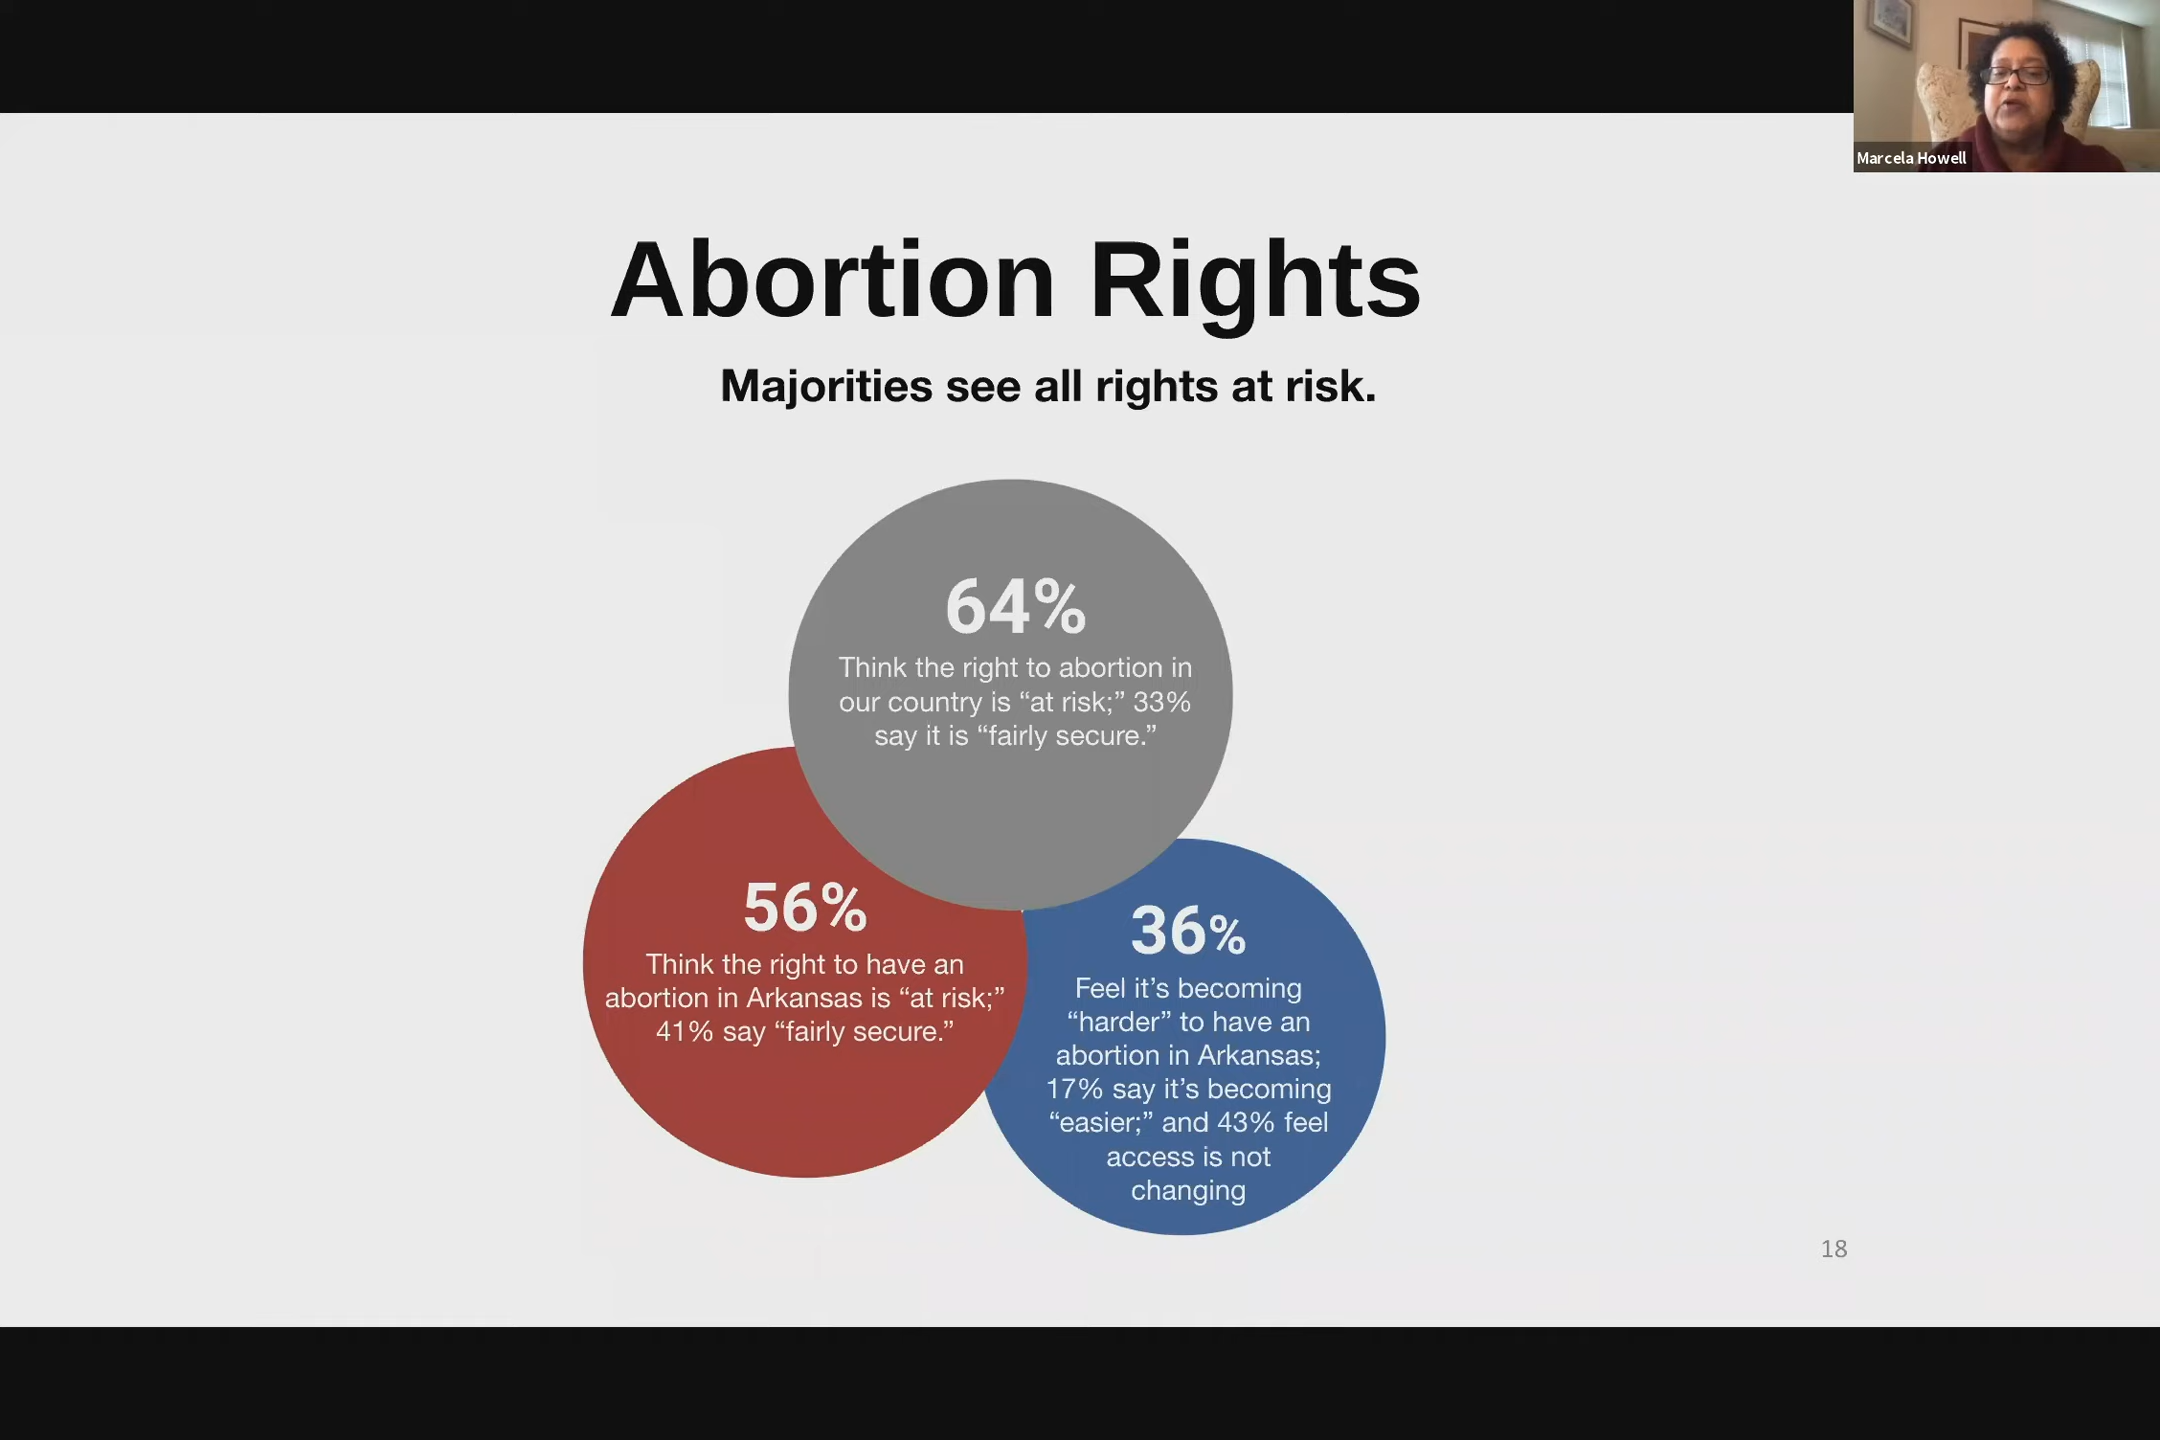 Marcela Howell
Abortion Rights
Majorities see all rights at risk.
64%
Think the right to abortion in
our country is “at risk;” 33%
say it is “fairly secure.”
56%
Think the right to have an
abortion in Arkansas is “at risk;”
41% say “fairly secure.”
36%
Feel it’s becoming
“harder” to have an
abortion in Arkansas;
17% say it’s becoming
“easier;” and 43% feel
access is not
changing
18